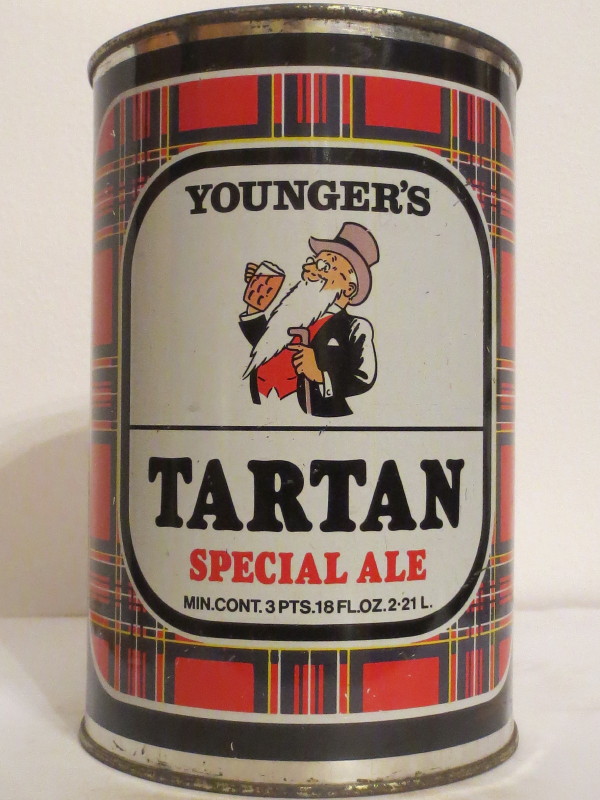 YOUNGER'S
TARTAN
SPECIAL ALE
MIN.CONT. 3 PTS.18 FL.OZ. 2·21 L.